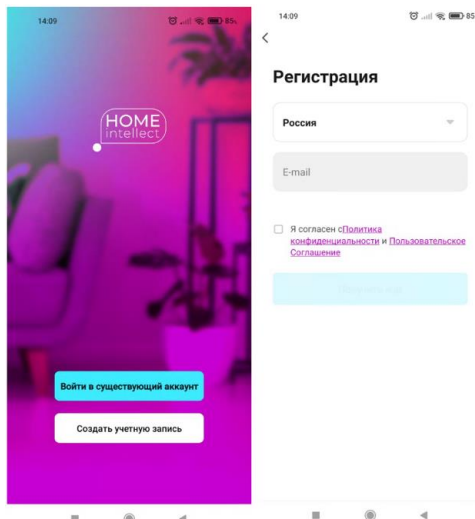 14:09
85
HOME
intellect
Войти в существующий аккаунт
Создать учетную запись
14:09
85
Регистрация
Россия
E-mail
Я согласен сПолитика
конфиденциальности и Пользовательское
Соглашение